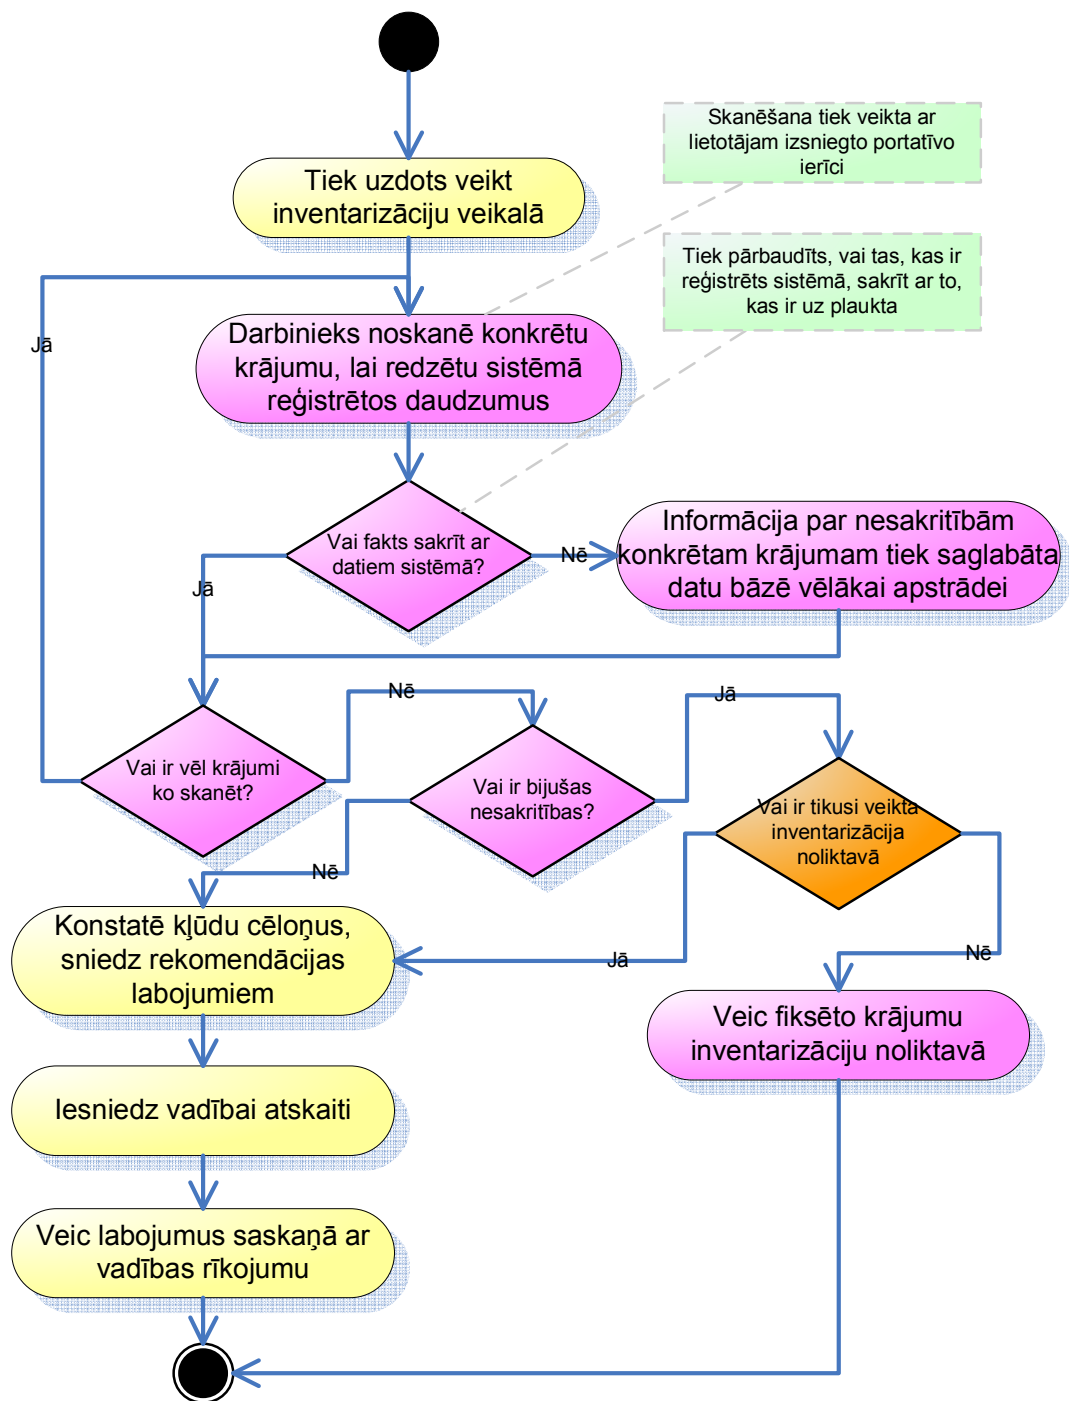 Skanēšana tiek veikta ar
lietotājam izsniegto portatīvo
ierīci
Tiek uzdots veikt
inventarizāciju veikalā
Tiek pārbaudīts, vai tas, kas ir
reģistrēts sistēmā, sakrīt ar to,
kas ir uz plaukta
Jā
Darbinieks noskanē konkrētu
krājumu, lai redzētu sistēmā
reģistrētos daudzumus
Vai fakts sakrīt ar
datiem sistēmā?
Nē
Informācija par nesakritībām
konkrētam krājumam tiek saglabāta
datu bāzē vēlākai apstrādei
Jā
Nē
Jā
Vai ir vēl krājumi
ko skanēt?
Vai ir bijušas
nesakritības?
Vai ir tikusi veikta
inventarizācija
noliktavā
Nē
Konstatē kļūdu cēloņus,
sniedz rekomendācijas
labojumiem
Jā
Nē
Veic fiksēto krājumu
inventarizāciju noliktavā
Iesniedz vadībai atskaiti
Veic labojumus saskaņā ar
vadības rīkojumu